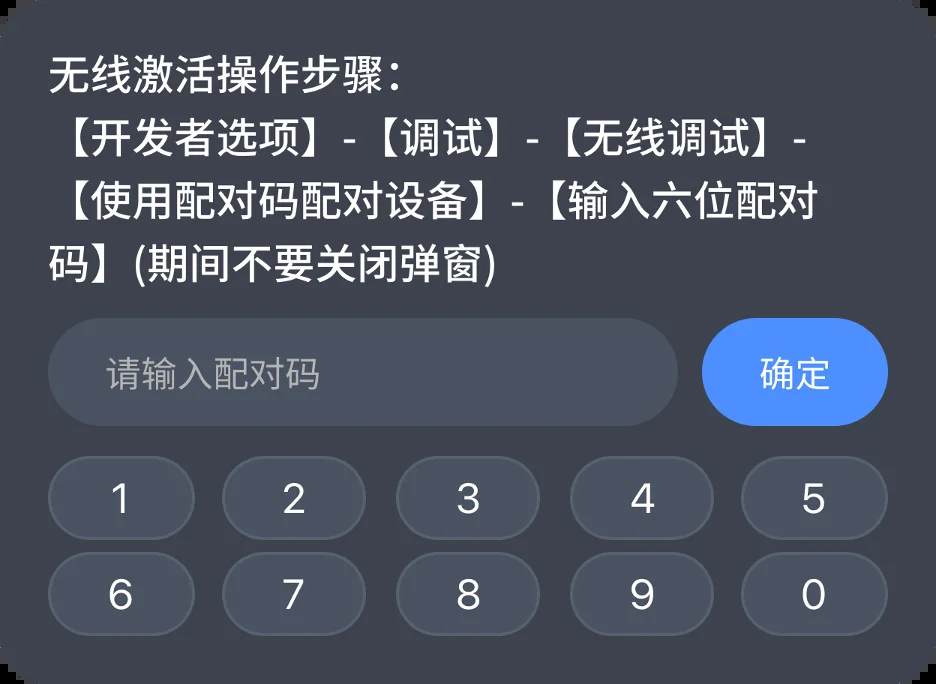 无线激活操作步骤：
【开发者选项】-【调试】-【无线调试】-
【使用配对码配对设备】-【输入六位配对
码】(期间不要关闭弹窗)
请输入配对码 确定
1 2 3 4 5
6 7 8 9 0